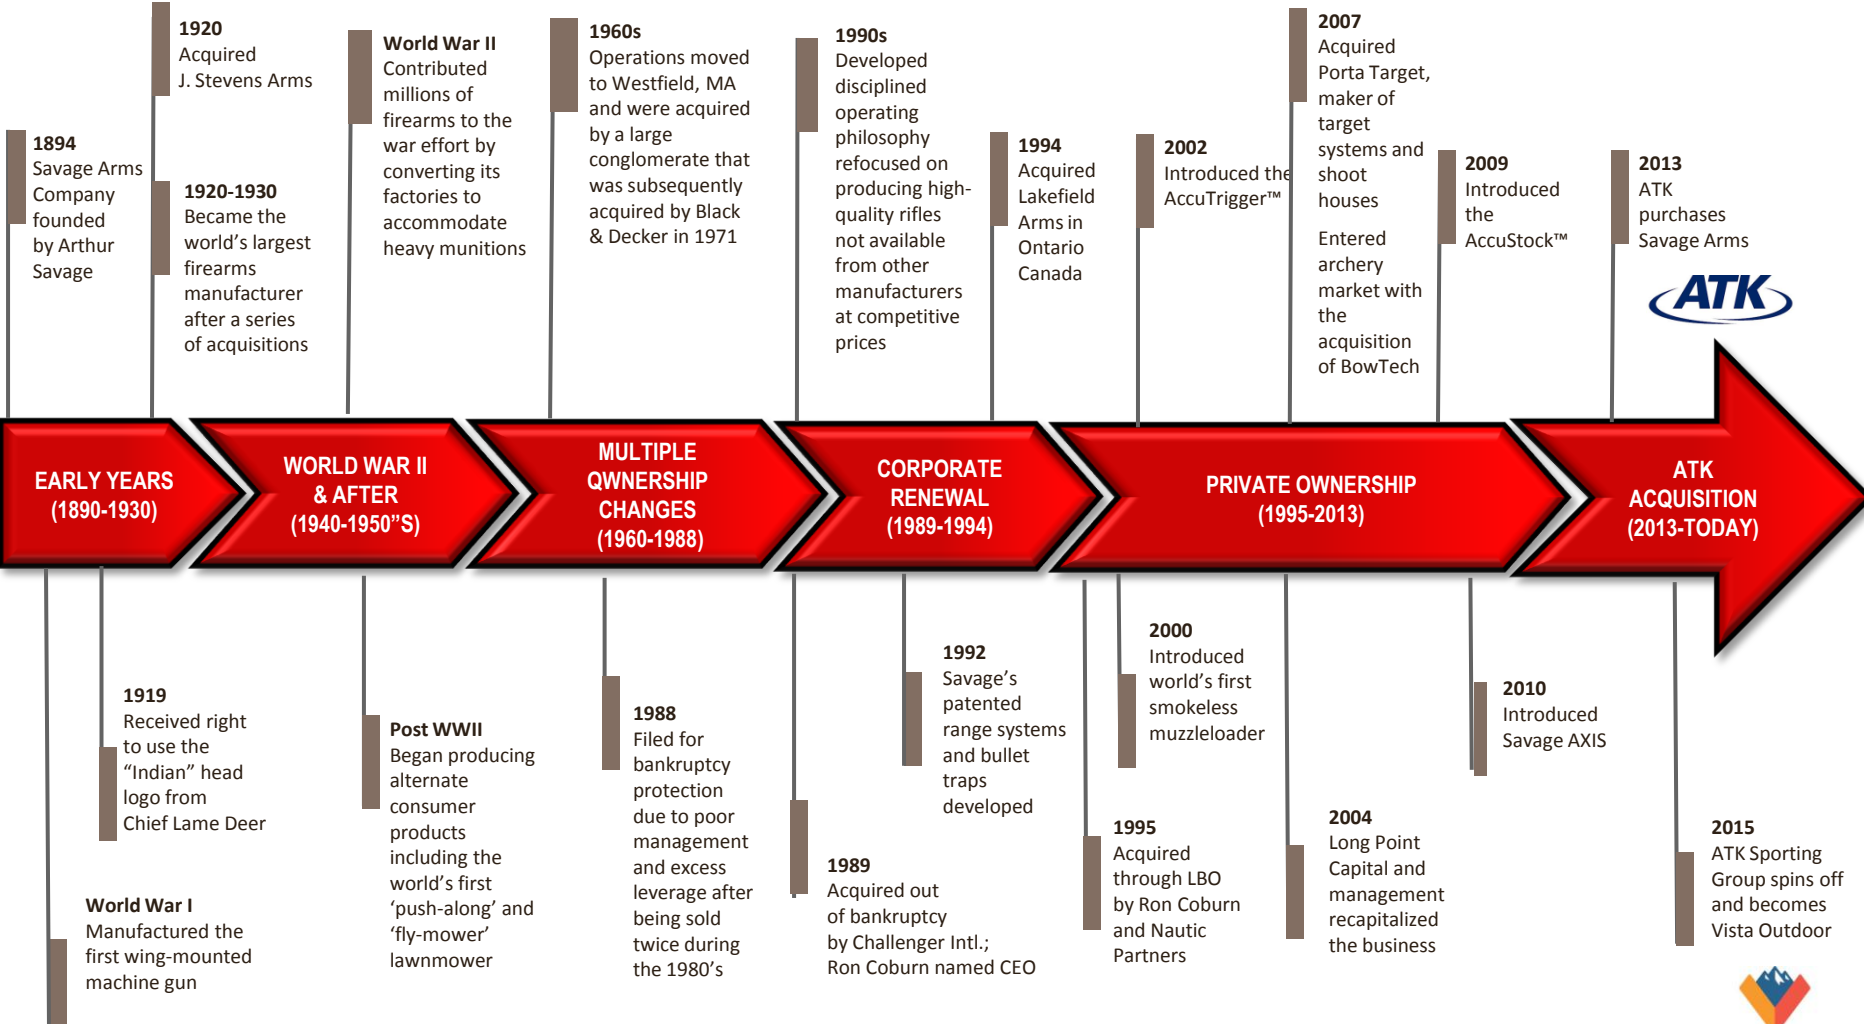 1920
Acquired
J. Stevens Arms
World War II
Contributed
millions of
firearms to the
war effort by
converting its
factories to
accommodate
heavy munitions
1960s
Operations moved
to Westfield, MA
and were acquired
by a large
conglomerate that
was subsequently
acquired by Black
& Decker in 1971
1990s
Developed
disciplined
operating
philosophy
refocused on
producing high-
quality rifles
not available
from other
manufacturers
at competitive
prices
2007
Acquired
Porta Target,
maker of
target
systems and
shoot
houses
Entered
archery
market with
the
acquisition
of BowTech
1894
Savage Arms
Company
founded
by Arthur
Savage
1920-1930
Became the
world’s largest
firearms
manufacturer
after a series
of acquisitions
1994
Acquired
Lakefield
Arms in
Ontario
Canada
2002
Introduced the
AccuTrigger™
2009
Introduced
the
AccuStock™
2013
ATK
purchases
Savage Arms
ATK
EARLY YEARS
(1890-1930)
WORLD WAR II
& AFTER
(1940-1950”S)
MULTIPLE
QWNERSHIP
CHANGES
(1960-1988)
CORPORATE
RENEWAL
(1989-1994)
PRIVATE OWNERSHIP
(1995-2013)
ATK
ACQUISITION
(2013-TODAY)
1919
Received right
to use the
“Indian” head
logo from
Chief Lame Deer
World War I
Manufactured the
first wing-mounted
machine gun
Post WWII
Began producing
alternate
consumer
products
including the
world’s first
‘push-along’ and
‘fly-mower’
lawnmower
1988
Filed for
bankruptcy
protection
due to poor
management
and excess
leverage after
being sold
twice during
the 1980’s
1989
Acquired out
of bankruptcy
by Challenger Intl.;
Ron Coburn named CEO
1992
Savage’s
patented
range systems
and bullet
traps
developed
2000
Introduced
world’s first
smokeless
muzzleloader
1995
Acquired
through LBO
by Ron Coburn
and Nautic
Partners
2004
Long Point
Capital and
management
recapitalized
the business
2010
Introduced
Savage AXIS
2015
ATK Sporting
Group spins off
and becomes
Vista Outdoor